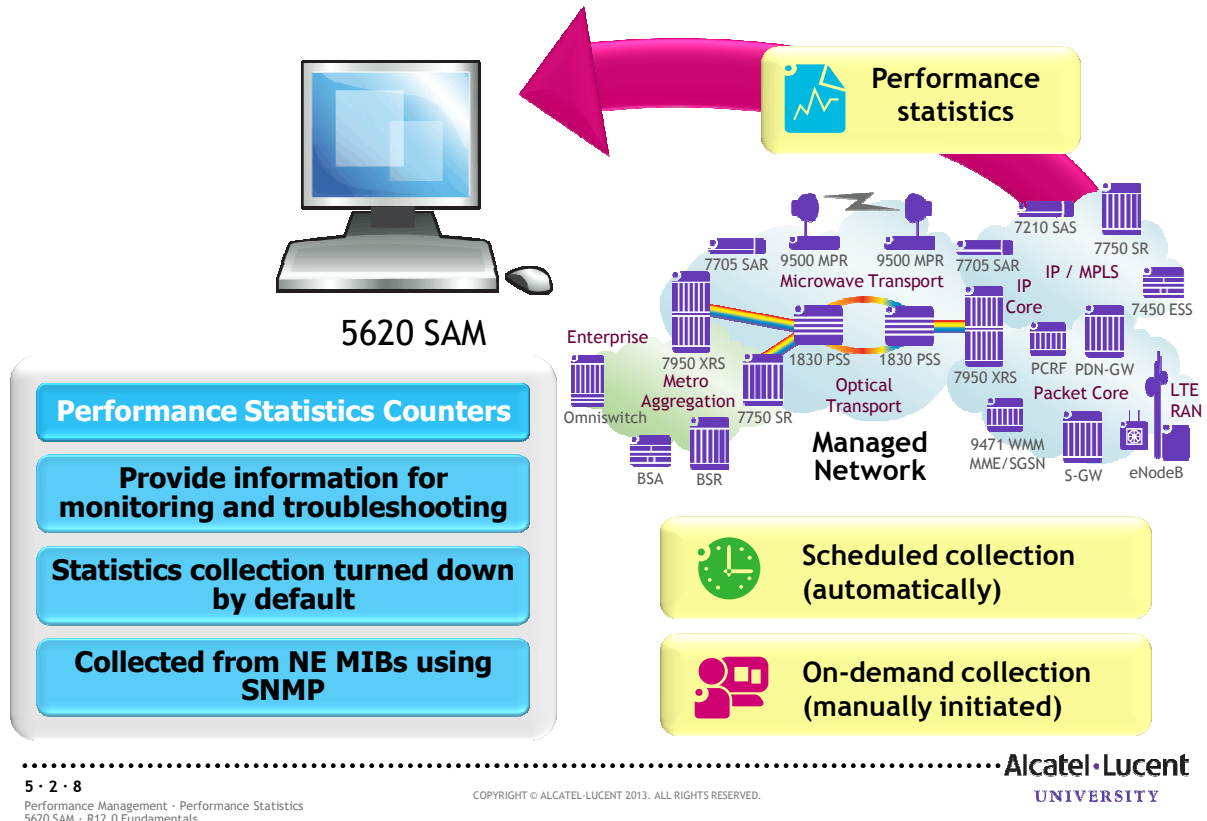 Performance
statistics
5620 SAM
7210 SAS
7750 SR
7705 SAR
9500 MPR
9500 MPR
7705 SAR
IP / MPLS
Microwave Transport
IP
Core
7450 ESS
Enterprise
7950 XRS
1830 PSS
1830 PSS
7950 XRS
PCRF
PDN-GW
Metro
Aggregation
Optical
Transport
Packet Core
LTE
RAN
Omniswitch
7750 SR
Managed
Network
9471 WMM
MME/SGSN
S-GW
eNodeB
BSA
BSR
Performance Statistics Counters
Provide information for
monitoring and troubleshooting
Statistics collection turned down
by default
Collected from NE MIBs using
SNMP
Scheduled collection
(automatically)
On-demand collection
(manually initiated)
5 · 2 · 8
Performance Management · Performance Statistics
5620 SAM · R12.0 Fundamentals
COPYRIGHT © ALCATEL-LUCENT 2013. ALL RIGHTS RESERVED.
Alcatel·Lucent
UNIVERSITY